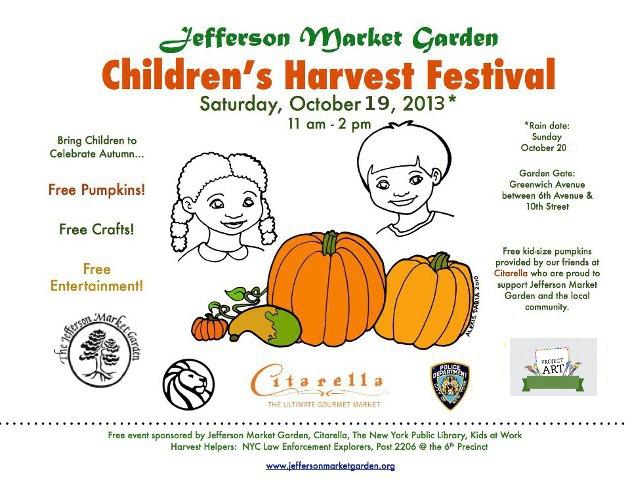 Jefferson Market Garden
Children's Harvest Festival
Saturday, October 19, 2013*
11 am - 2 pm
Bring Children to
Celebrate Autumn...
Free Pumpkins!
Free Crafts!
Free
Entertainment!
*Rain date:
Sunday
October 20
Garden Gate:
Greenwich Avenue
between 6th Avenue &
10th Street
Free kid-size pumpkins
provided by our friends at
Citarella who are proud to
support Jefferson Market
Garden and the local
community.
ALEXIS PARRA 2010
The Jefferson Market Garden
Citarella
THE ULTIMATE GOURMET MARKET
POLICE
DEPARTMENT
PROJECT
ART
Free event sponsored by Jefferson Market Garden, Citarella, The New York Public Library, Kids at Work
Harvest Helpers: NYC Law Enforcement Explorers, Post 2206 @ the 6th Precinct
www.jeffersonmarketgarden.org